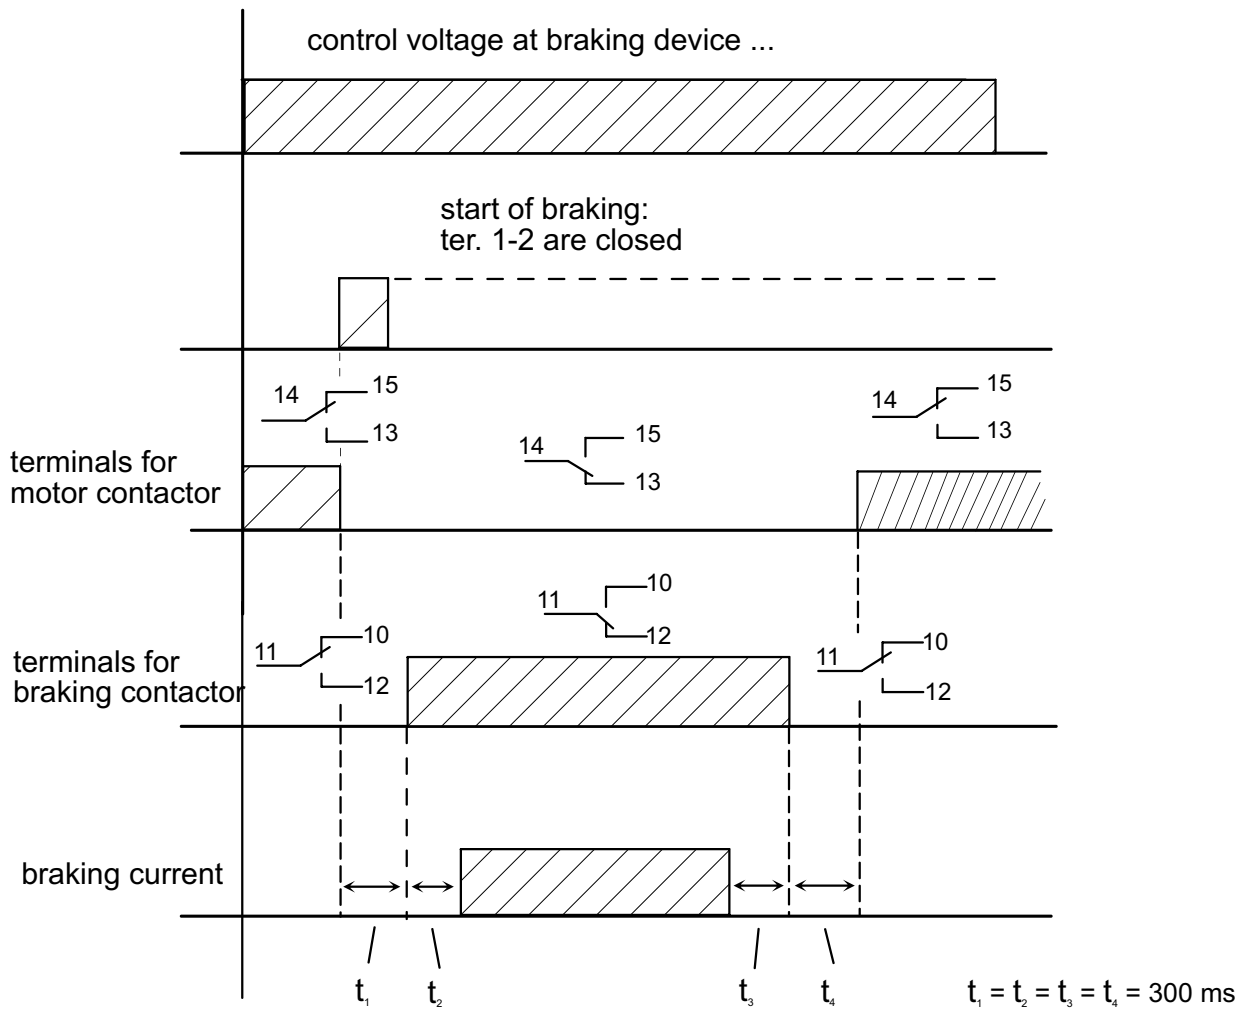 control voltage at braking device ...
start of braking:
ter. 1-2 are closed
14 15
13
14 15
13
14 15
13
terminals for
motor contactor
11 10
12
11 10
12
11 10
12
terminals for
braking contactor
braking current
t₁ t₂ t₃ t₄ t₁ = t₂ = t₃ = t₄ = 300 ms